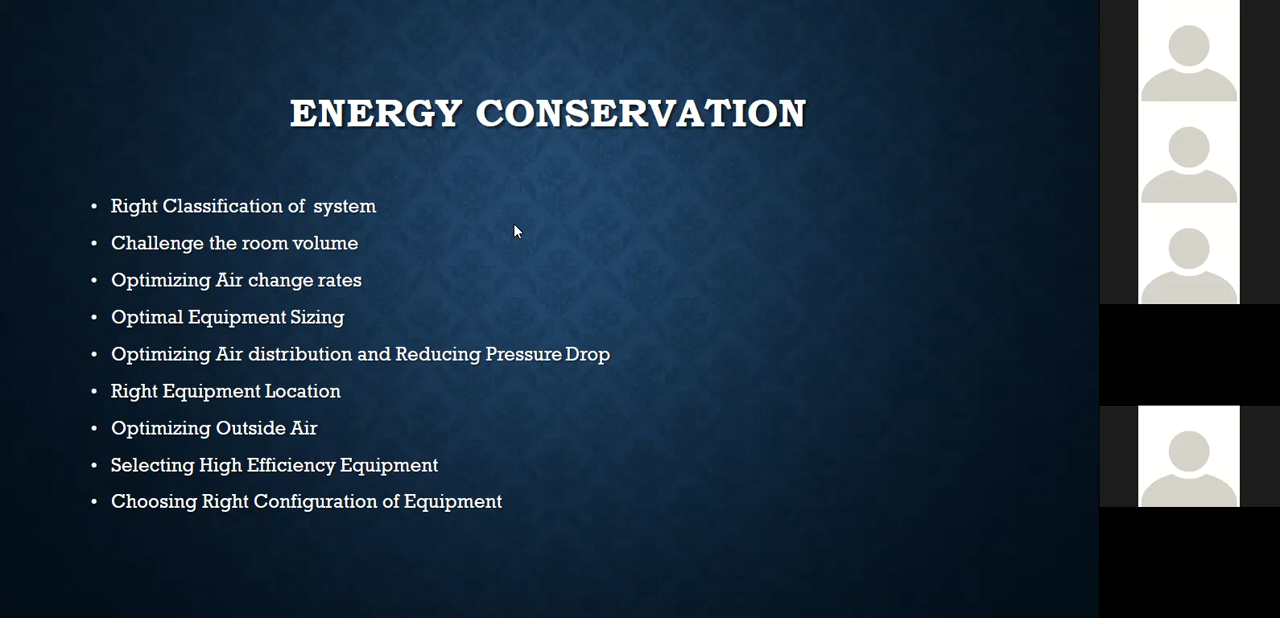 ENERGY CONSERVATION
• Right Classification of system
• Challenge the room volume
• Optimizing Air change rates
• Optimal Equipment Sizing
• Optimizing Air distribution and Reducing Pressure Drop
• Right Equipment Location
• Optimizing Outside Air
• Selecting High Efficiency Equipment
• Choosing Right Configuration of Equipment